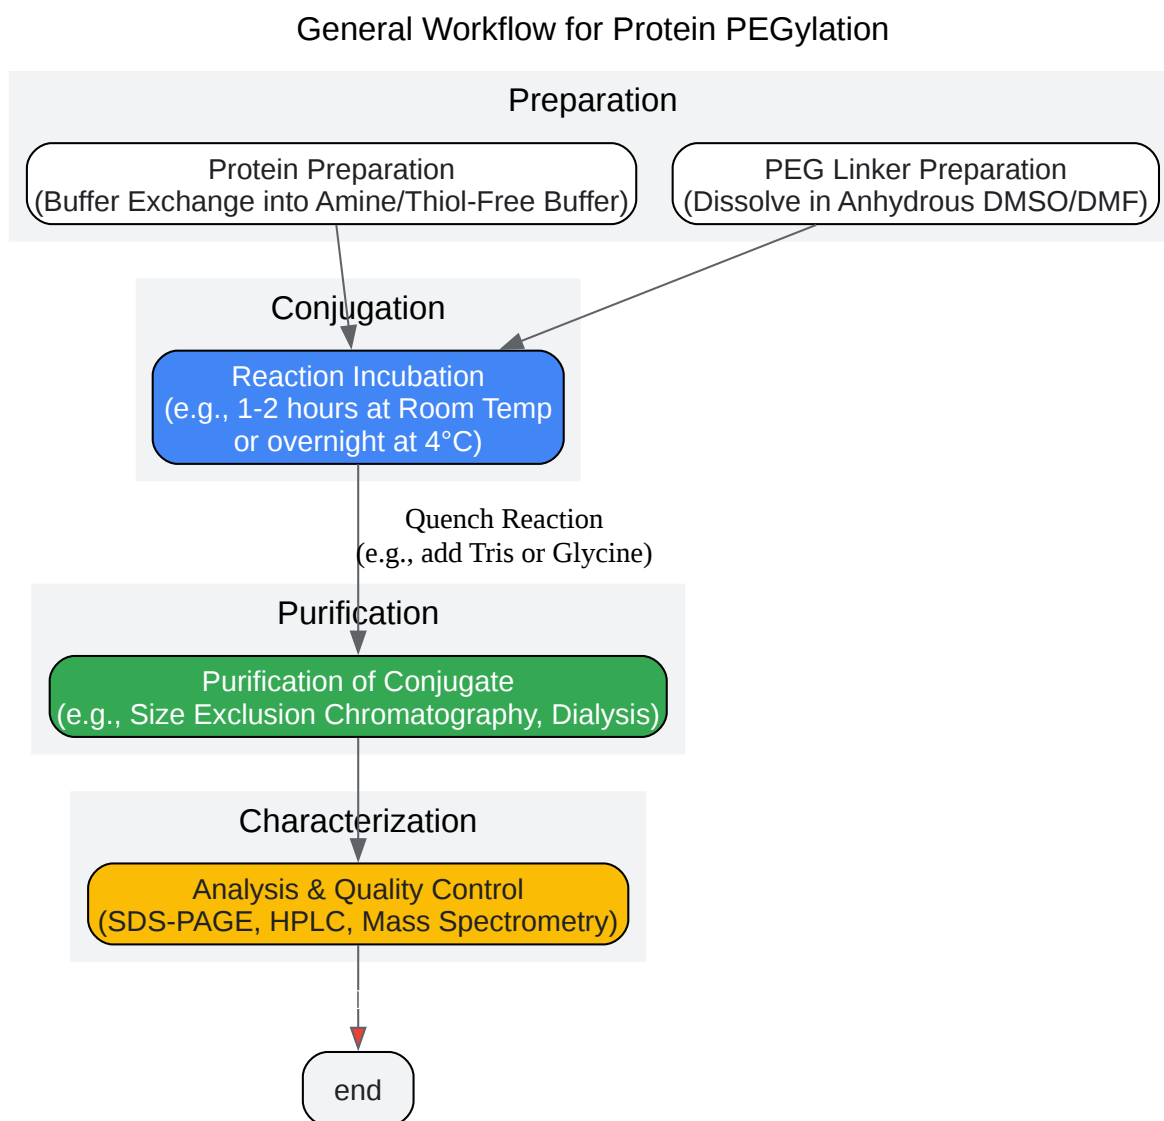 General Workflow for Protein PEGylation
Preparation
Protein Preparation
(Buffer Exchange into Amine/Thiol-Free Buffer)
PEG Linker Preparation
(Dissolve in Anhydrous DMSO/DMF)
Conjugation
Reaction Incubation
(e.g., 1-2 hours at Room Temp
or overnight at 4°C)
Quench Reaction
(e.g., add Tris or Glycine)
Purification
Purification of Conjugate
(e.g., Size Exclusion Chromatography, Dialysis)
Characterization
Analysis & Quality Control
(SDS-PAGE, HPLC, Mass Spectrometry)
end